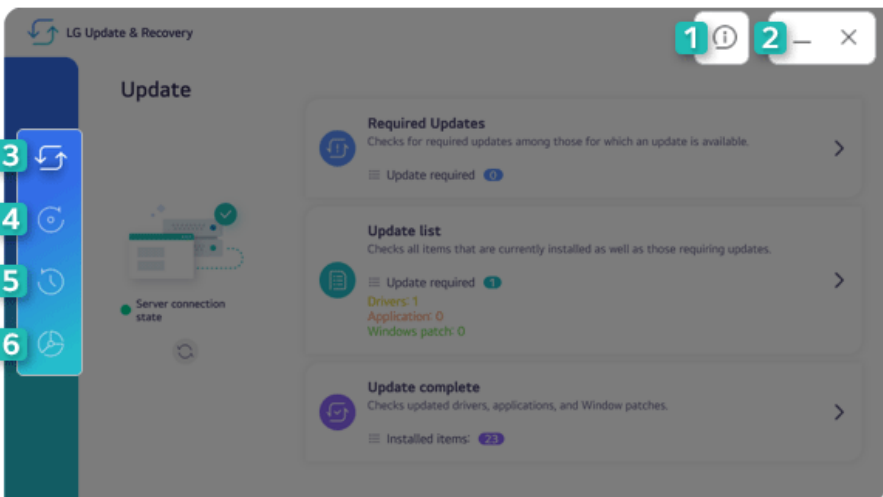 LG Update & Recovery
1
2
Update
3
4
5
6
Server connection
state
Required Updates
Checks for required updates among those for which an update is available.
Update required 0
Update list
Checks all items that are currently installed as well as those requiring updates.
Update required 1
Drivers: 1
Application: 0
Windows patch: 0
Update complete
Checks updated drivers, applications, and Window patches.
Installed items: 23